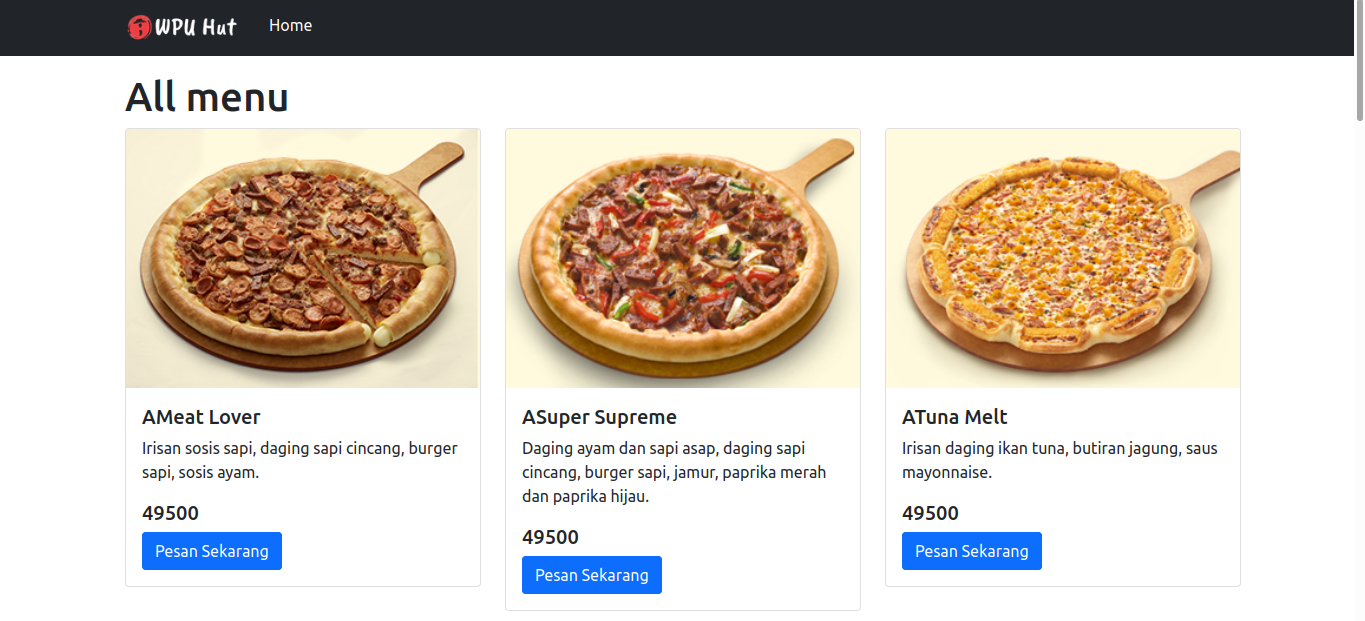 WPU Hut Home
All menu
AMeat Lover
Irisan sosis sapi, daging sapi cincang, burger
sapi, sosis ayam.
49500
Pesan Sekarang
ASuper Supreme
Daging ayam dan sapi asap, daging sapi
cincang, burger sapi, jamur, paprika merah
dan paprika hijau.
49500
Pesan Sekarang
ATuna Melt
Irisan daging ikan tuna, butiran jagung, saus
mayonnaise.
49500
Pesan Sekarang